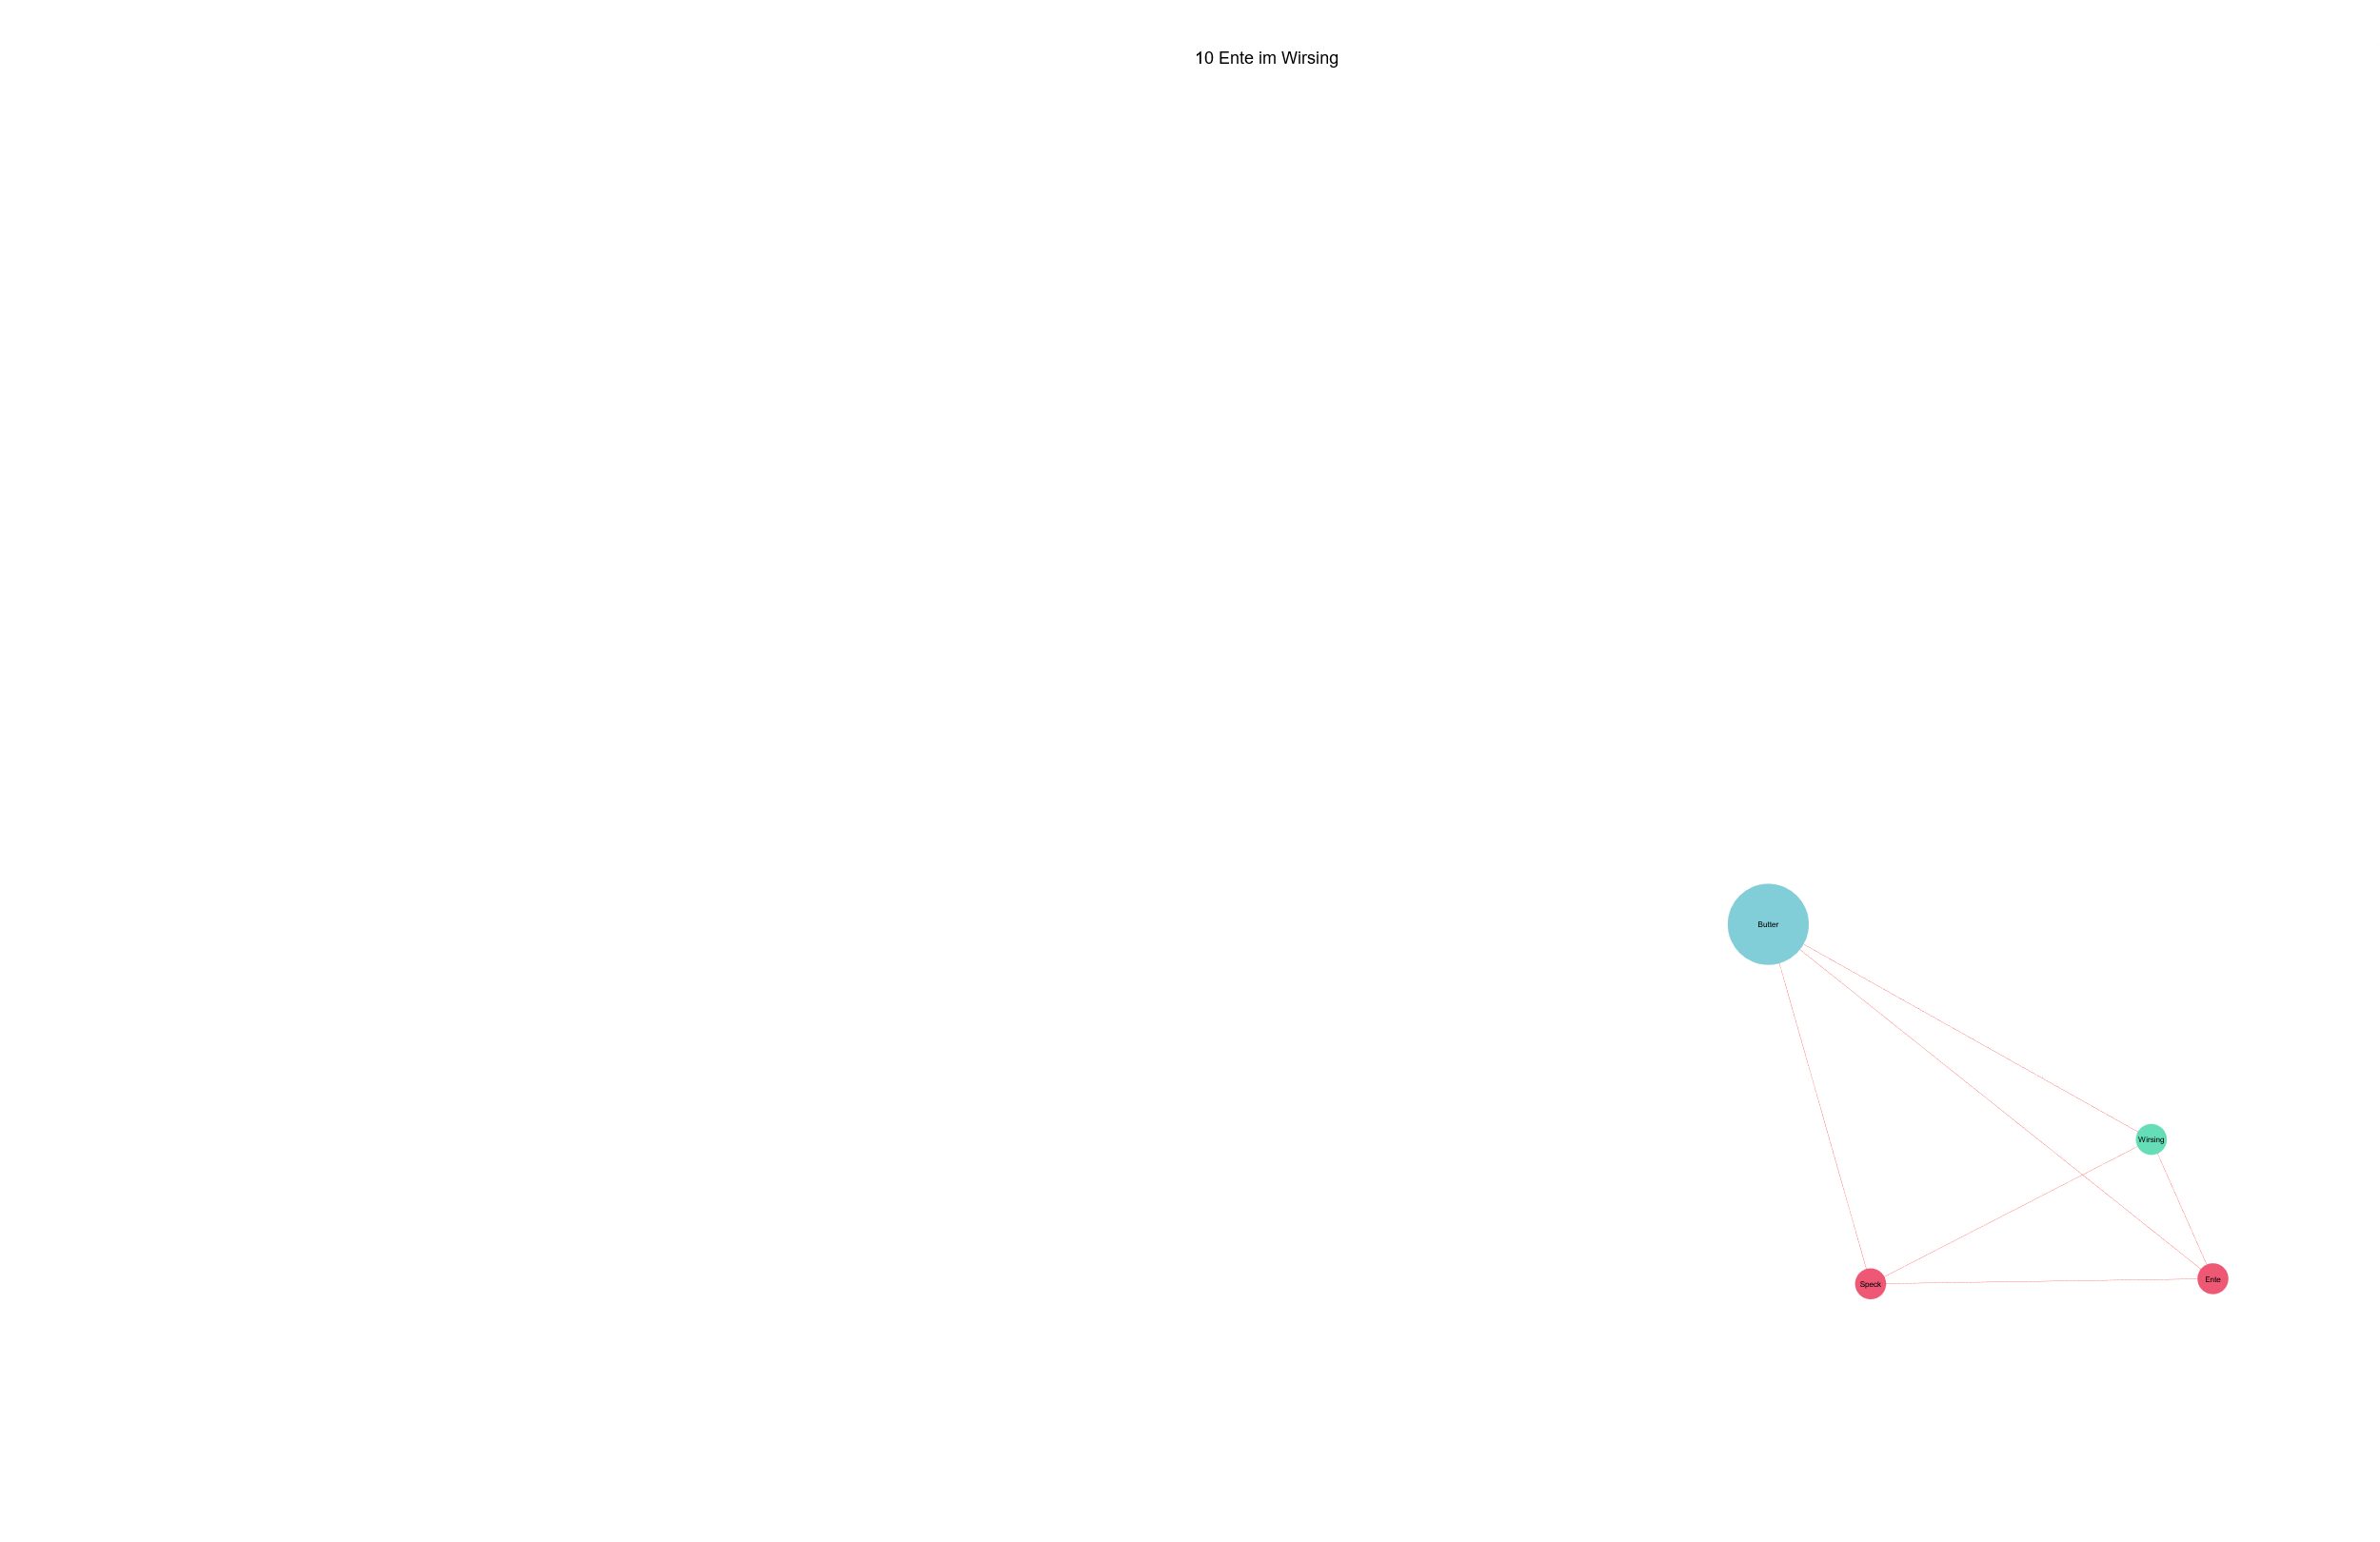 10 Ente im Wirsing
Butter
Wirsing
Speck
Ente